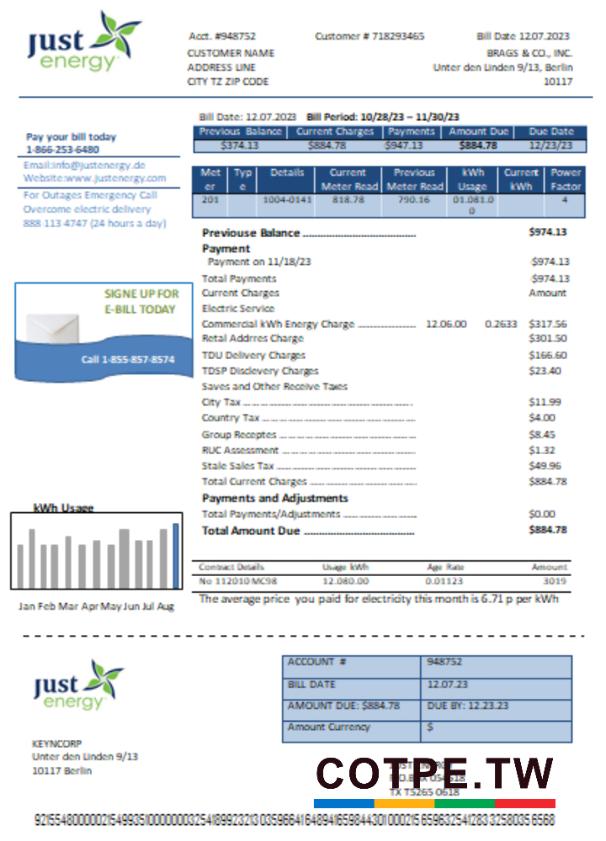 just
energy
Acct. #948752 Customer # 718293465 Bill Date 12.07.2023
CUSTOMER NAME BRAGS & CO., INC.
ADDRESS LINE Unter den Linden 9/13, Berlin
CITY TZ ZIP CODE 10117
Bill Date: 12.07.2023 Bill Period: 10/28/23 – 11/30/23
Previous Balance Current Charges Payments Amount Due Due Date
$374.13 $884.78 $947.13 $884.78 12/23/23
Pay your bill today
1-866-253-6480
Email:info@justenergy.de
Website:www.justenergy.com
For Outages Emergency Call
Overcome electric delivery
888 113 4747 (24 hours a day)
Met er Typ e Details Current Meter Read Previous Meter Read kWh Usage Current kWh Power Factor
201 1004-0141 818.78 790.16 01.081.0 0 4
Previouse Balance $974.13
Payment
Payment on 11/18/23 $974.13
Total Payments $974.13
Current Charges Amount
Electric Service
Commercial kWh Energy Charge 12.06.00 0.2633 $317.56
Retal Addrres Charge $301.50
TDU Delivery Charges $166.60
TDSP Disclevery Charges $23.40
Saves and Other Receive Taxes
City Tax $11.99
Country Tax $4.00
Group Receptes $8.45
RUC Assessment $1.32
Stale Sales Tax $49.96
Total Current Charges $884.78
Payments and Adjustments
Total Payments/Adjustments $0.00
Total Amount Due $884.78
SIGNE UP FOR
E-BILL TODAY
Call 1-855-857-8574
kWh Usage
Jan Feb Mar Apr May Jun Jul Aug
Contract Details Usage kWh Age Rate Amount
No 112010 MC98 12.080.00 0.01123 3019
The average price you paid for electricity this month is 6.71 p per kWh
just
energy
ACCOUNT # 948752
BILL DATE 12.07.23
AMOUNT DUE: $884.78 DUE BY: 12.23.23
Amount Currency $
KEYNCORP
Unter den Linden 9/13
10117 Berlin
COTPE.TW
TX T5265 0618